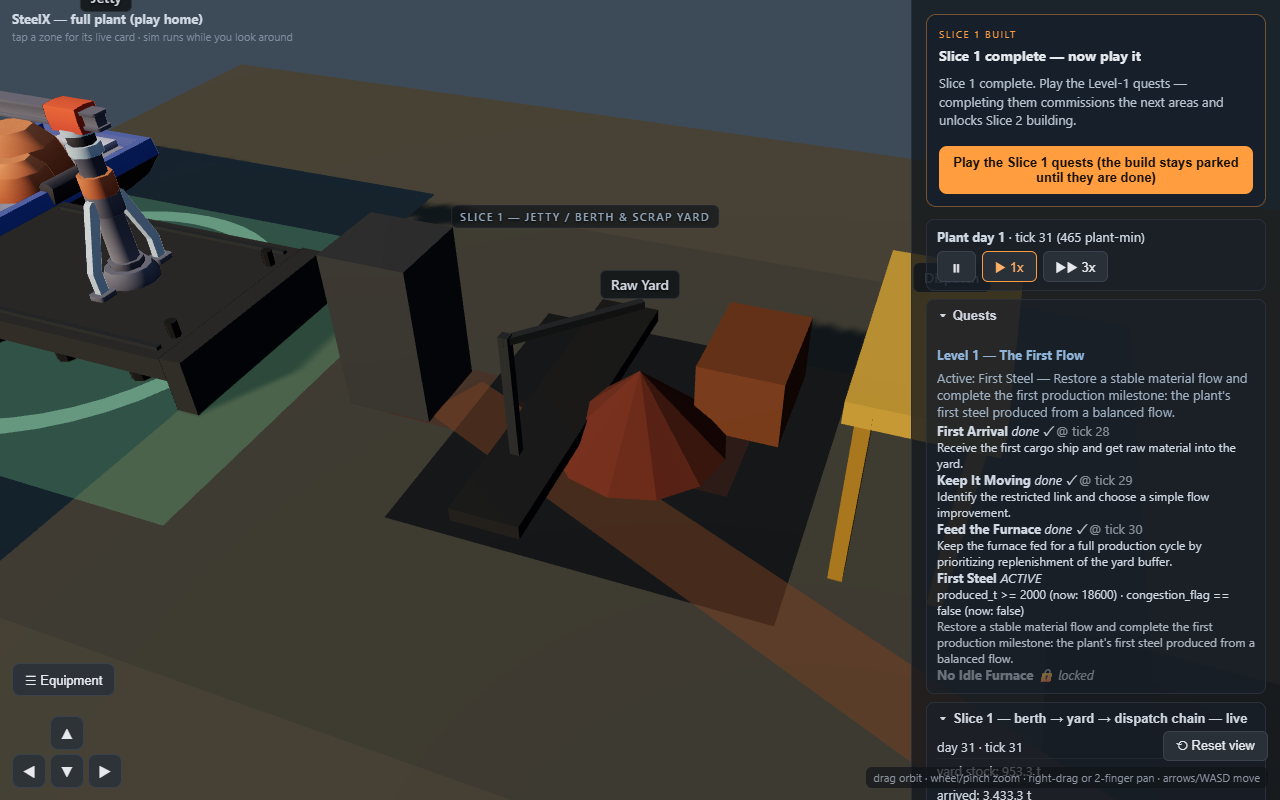 Jetty
SteelX — full plant (play home)
tap a zone for its live card · sim runs while you look around
SLICE 1 — JETTY / BERTH & SCRAP YARD
Raw Yard
☰ Equipment
▲
◀ ▼ ▶
SLICE 1 BUILT
Slice 1 complete — now play it
Slice 1 complete. Play the Level-1 quests —
completing them commissions the next areas and
unlocks Slice 2 building.
Play the Slice 1 quests (the build stays parked
until they are done)
Plant day 1 · tick 31 (465 plant-min)
⏸ ▶ 1x ▶▶ 3x
Quests
Level 1 — The First Flow
Active: First Steel — Restore a stable material flow and
complete the first production milestone: the plant's
first steel produced from a balanced flow.
First Arrival done ✓ @ tick 28
Receive the first cargo ship and get raw material into the
yard.
Keep It Moving done ✓ @ tick 29
Identify the restricted link and choose a simple flow
improvement.
Feed the Furnace done ✓ @ tick 30
Keep the furnace fed for a full production cycle by
prioritizing replenishment of the yard buffer.
First Steel ACTIVE
produced_t >= 2000 (now: 18600) · congestion_flag ==
false (now: false)
Restore a stable material flow and complete the first
production milestone: the plant's first steel produced from a
balanced flow.
No Idle Furnace 🔒 locked
Slice 1 — berth → yard → dispatch chain — live
day 31 · tick 31
⟲ Reset view
yard stock: 953.3 t
drag orbit · wheel/pinch zoom · right-drag or 2-finger pan · arrows/WASD move
arrived: 3,433.3 t